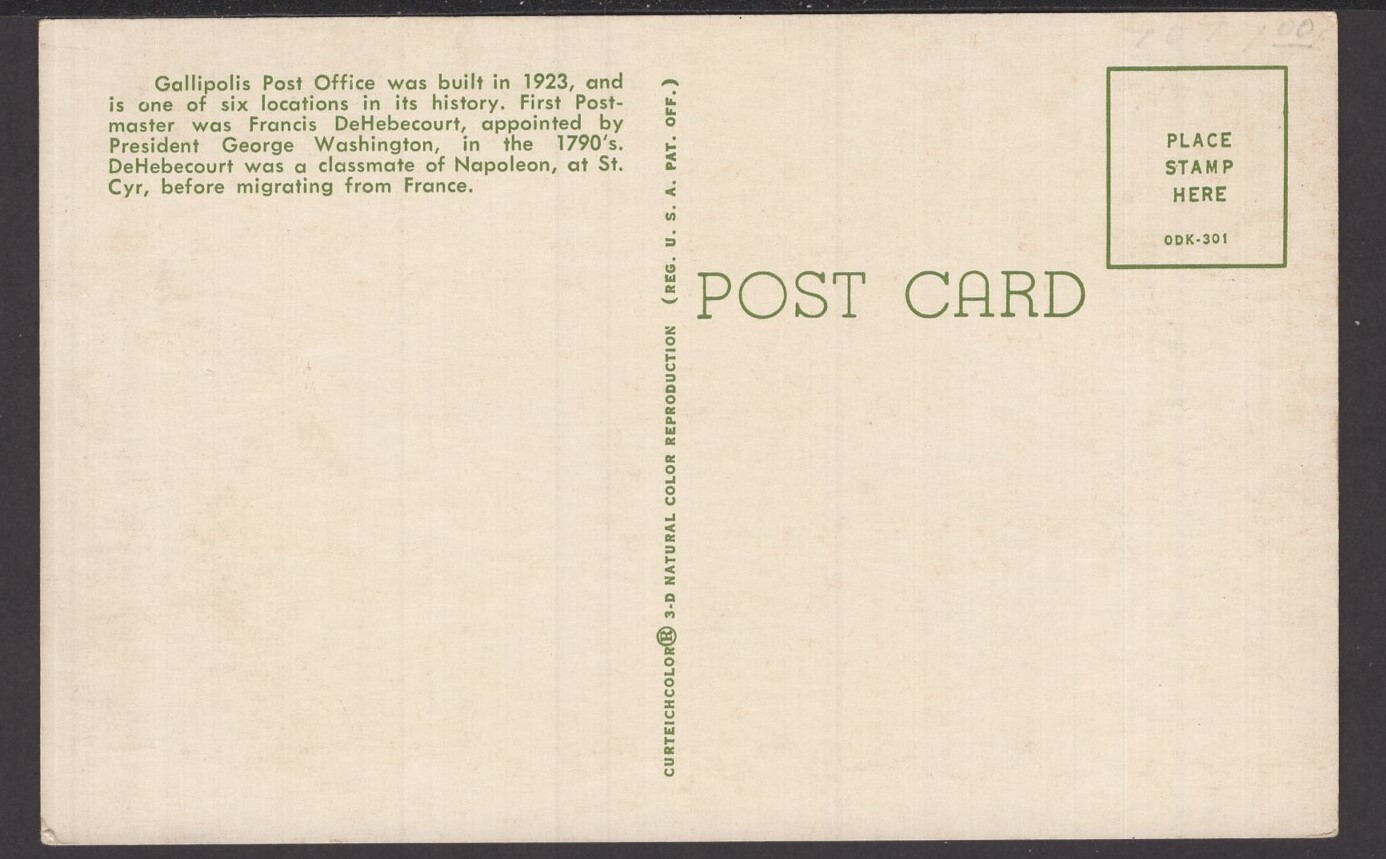 Gallipolis Post Office was built in 1923, and
is one of six locations in its history. First Post-
master was Francis DeHebecourt, appointed by
President George Washington, in the 1790's.
DeHebecourt was a classmate of Napoleon, at St.
Cyr, before migrating from France.
CURTEICHCOLOR® 3-D NATURAL COLOR REPRODUCTION (REG. U. S. A. PAT. OFF.)
POST CARD
PLACE
STAMP
HERE
ODK-301